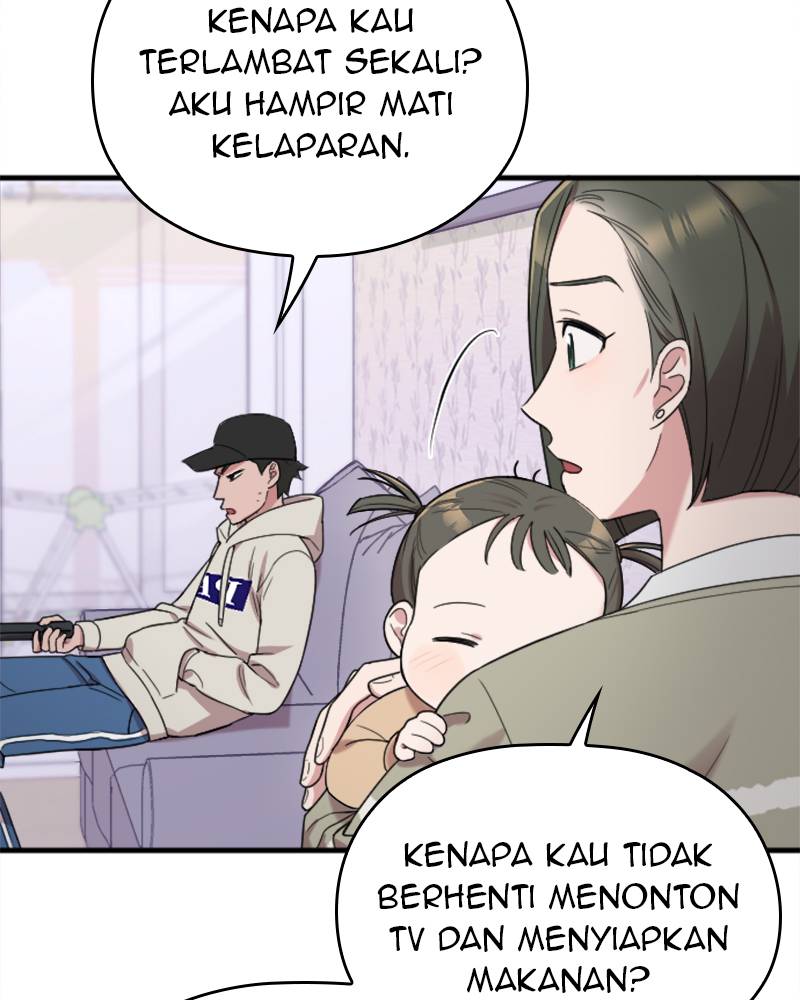 KENAPA KAU
TERLAMBAT SEKALI?
AKU HAMPIR MATI
KELAPARAN.
KENAPA KAU TIDAK
BERHENTI MENONTON
TV DAN MENYIAPKAN
MAKANAN?